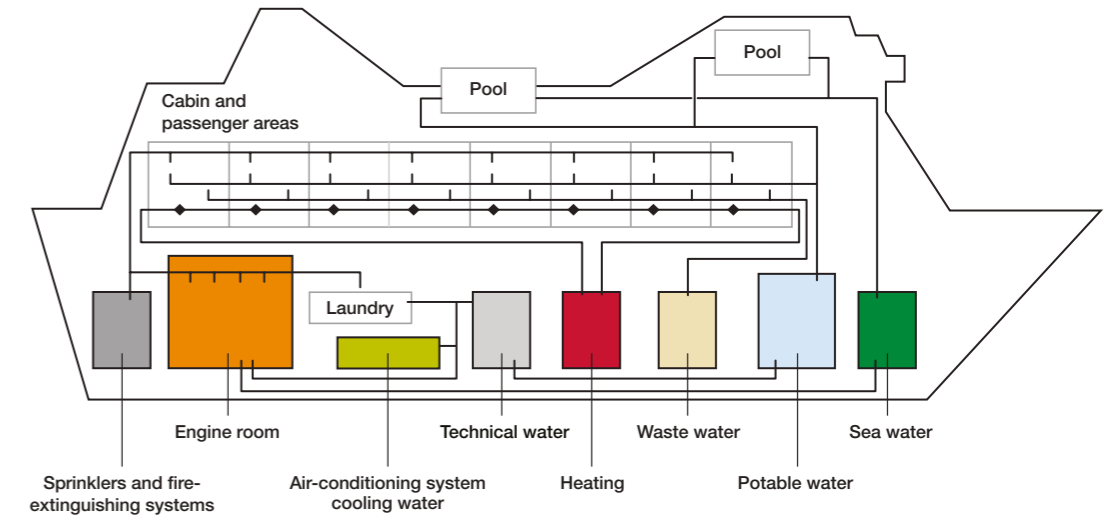 Pool
Pool
Cabin and
passenger areas
Laundry
Engine room
Technical water
Waste water
Sea water
Sprinklers and fire-
extinguishing systems
Air-conditioning system
cooling water
Heating
Potable water